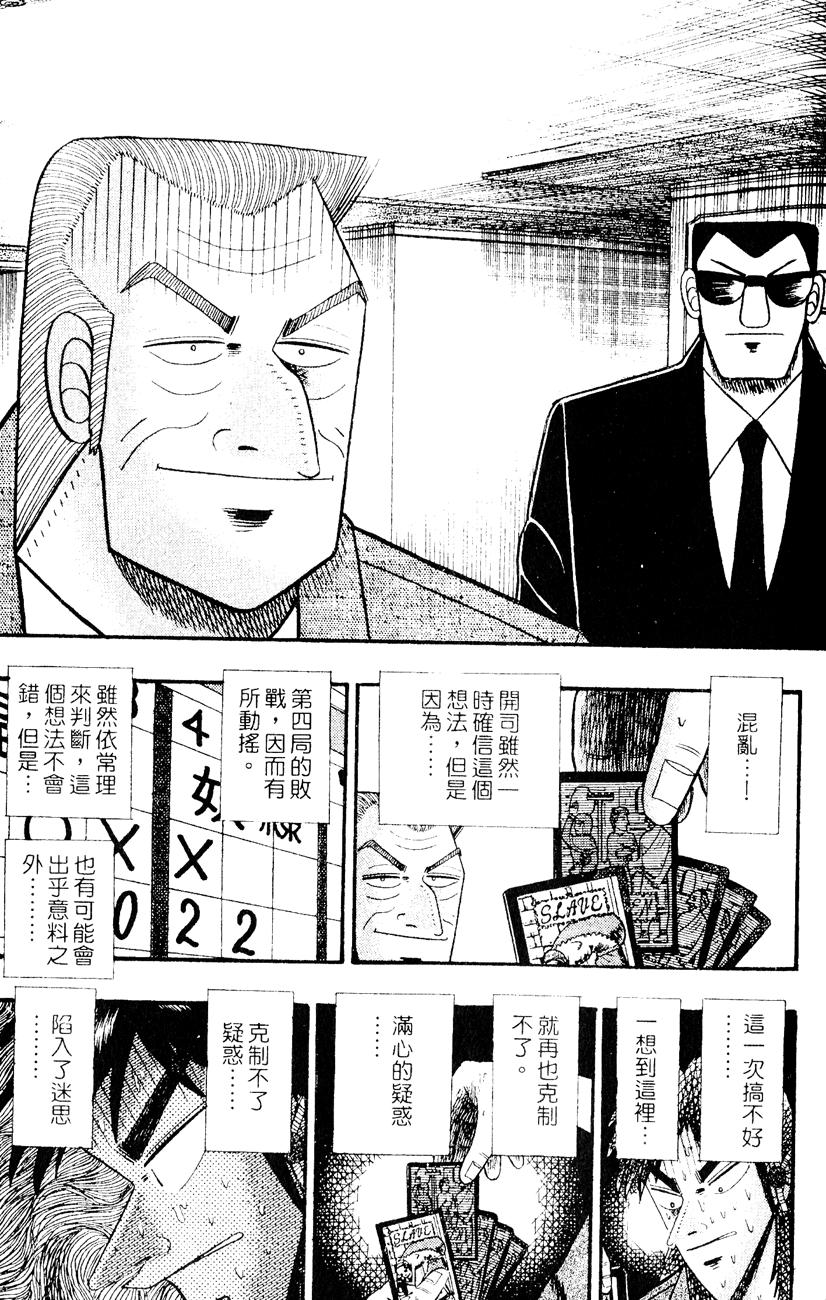 混亂…！
開司雖然一
時確信這個
想法，但是
因為……
SLAVE
第四局的敗
戰，因而有
所動搖。
雖然依常理
來判斷，這
個想法不會
錯，但是…
也有可能會
出乎意料之
外………
4
X
X
0
2
2
這一次搞不好
………
一想到這裡…
就再也克制
不了。
滿心的疑惑
……
SLAVE
克制不了
疑惑……
陷入了迷思
………